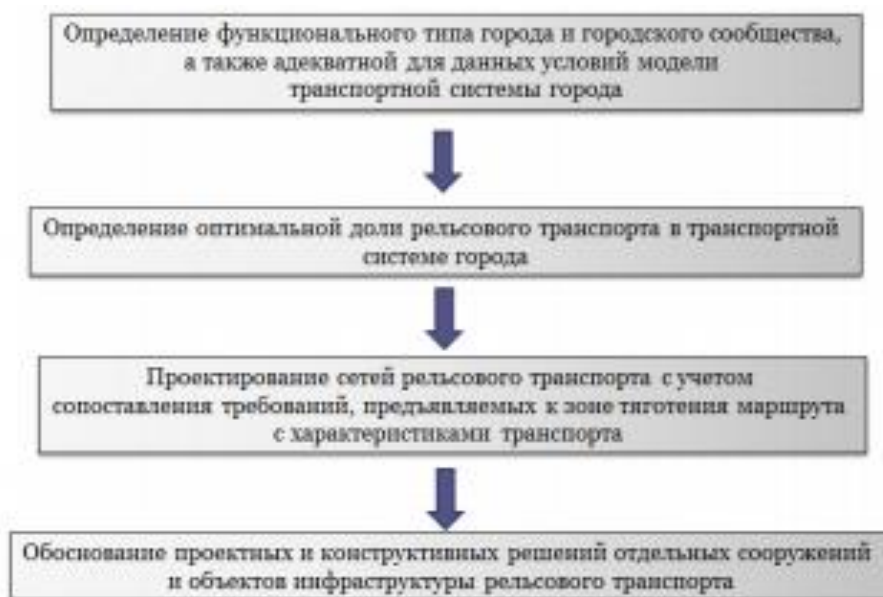 Определение функционального типа города и городского сообщества,
а также адекватной для данных условий модели
транспортной системы города
Определение оптимальной доли рельсового транспорта в транспортной
системе города
Проектирование сетей рельсового транспорта с учетом
сопоставления требований, предъявляемых к зоне тяготения маршрута
с характеристиками транспорта
Обоснование проектных и конструктивных решений отдельных сооружений
и объектов инфраструктуры рельсового транспорта